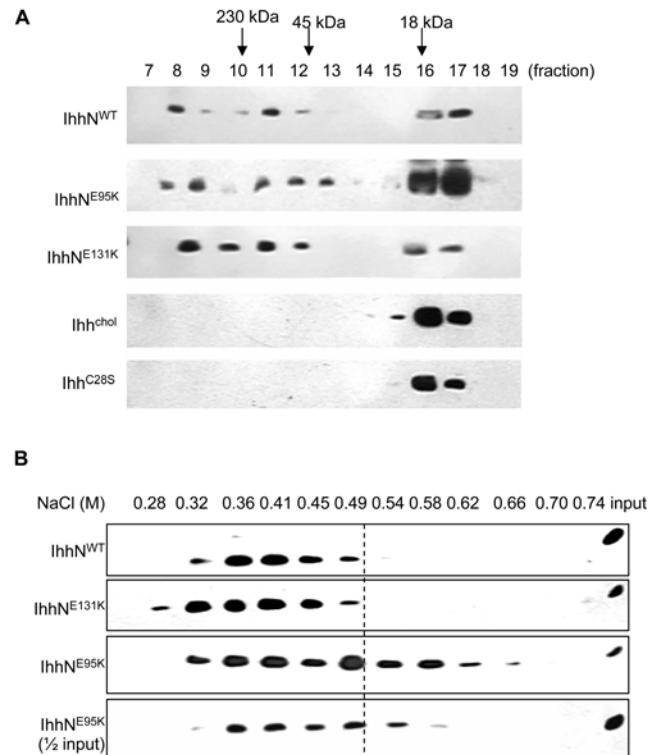 A
230 kDa 45 kDa 18 kDa
7 8 9 10 11 12 13 14 15 16 17 18 19 (fraction)
IhhN^WT
IhhN^E95K
IhhN^E131K
Ihh^chol
Ihh^C28S
B
NaCl (M) 0.28 0.32 0.36 0.41 0.45 0.49 0.54 0.58 0.62 0.66 0.70 0.74 input
IhhN^WT
IhhN^E131K
IhhN^E95K
IhhN^E95K
(½ input)